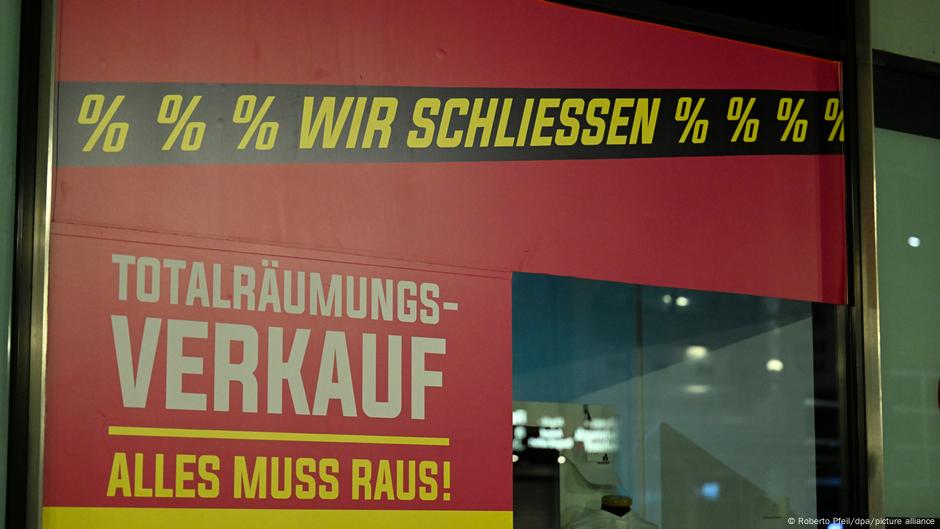 % % % WIR SCHLIESSEN % % % %
TOTALRÄUMUNGS-
VERKAUF
ALLES MUSS RAUS!
© Roberto Pfeil/dpa/picture alliance